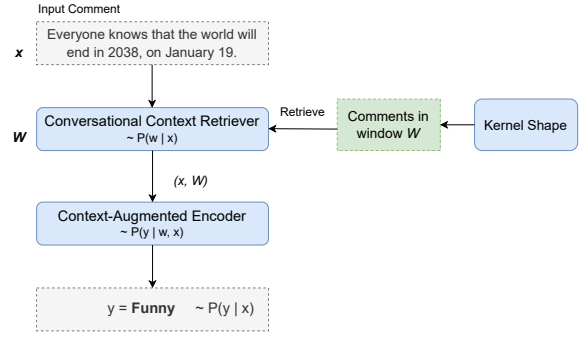 Input Comment
x
Everyone knows that the world will
end in 2038, on January 19.
W
Conversational Context Retriever
~ P(w | x)
Retrieve
Comments in
window W
Kernel Shape
(x, W)
Context-Augmented Encoder
~ P(y | w, x)
y = Funny ~ P(y | x)